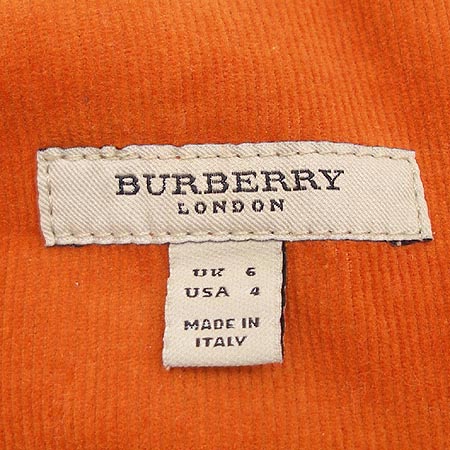 BURBERRY
LONDON
UK 6
USA 4
MADE IN
ITALY